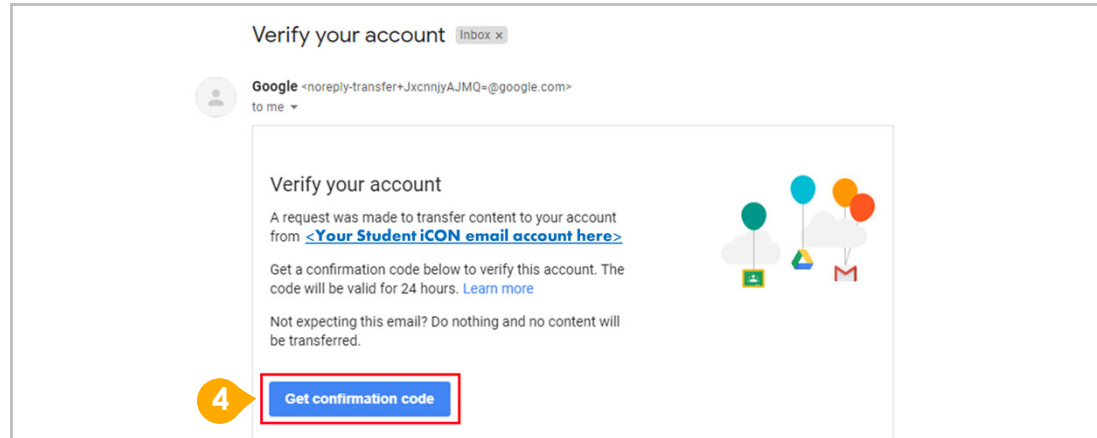 Verify your account Inbox x
Google <noreply-transfer+JxcnnjyAJMQ=@google.com>
to me
Verify your account
A request was made to transfer content to your account
from <Your Student iCON email account here>
Get a confirmation code below to verify this account. The
code will be valid for 24 hours. Learn more
Not expecting this email? Do nothing and no content will
be transferred.
4
Get confirmation code